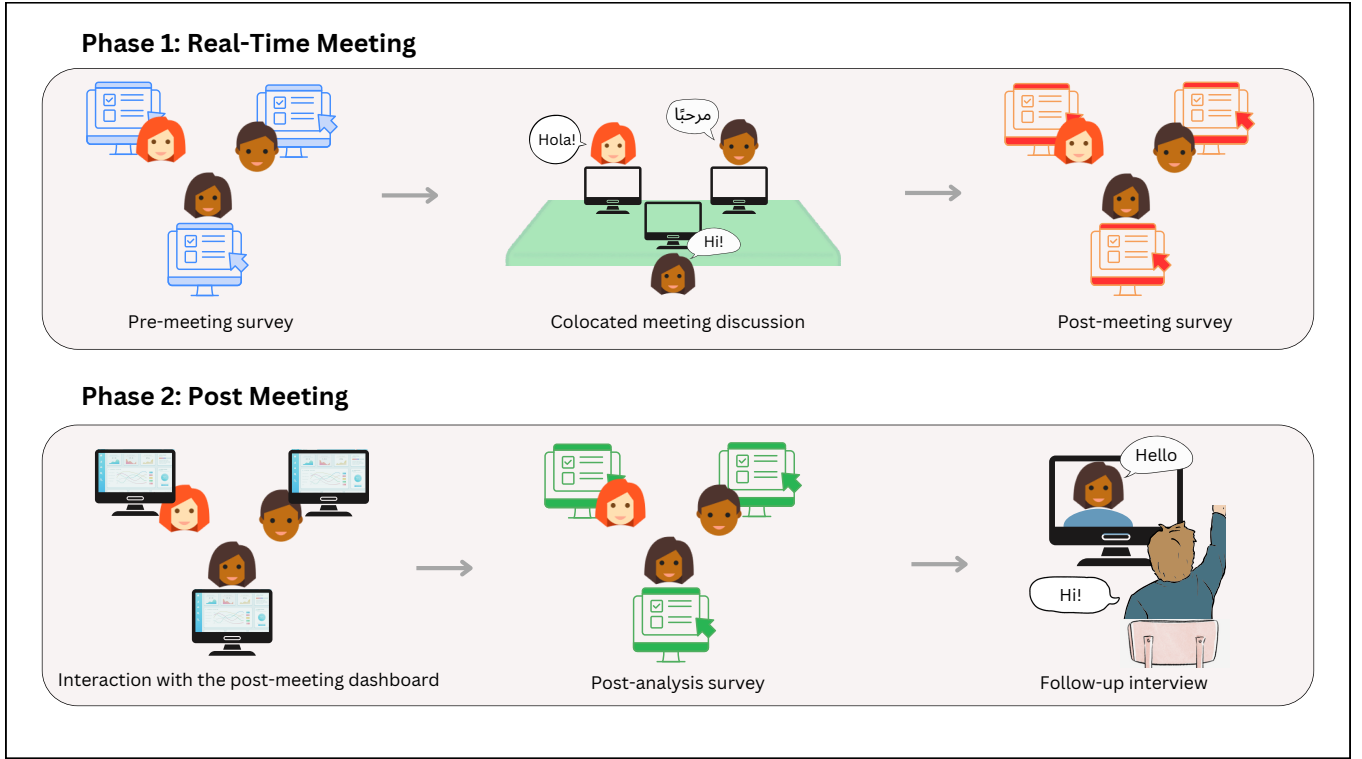 Phase 1: Real-Time Meeting
Hola!
مرحبًا
Hi!
Pre-meeting survey
Colocated meeting discussion
Post-meeting survey
Phase 2: Post Meeting
Hello
Hi!
Interaction with the post-meeting dashboard
Post-analysis survey
Follow-up interview